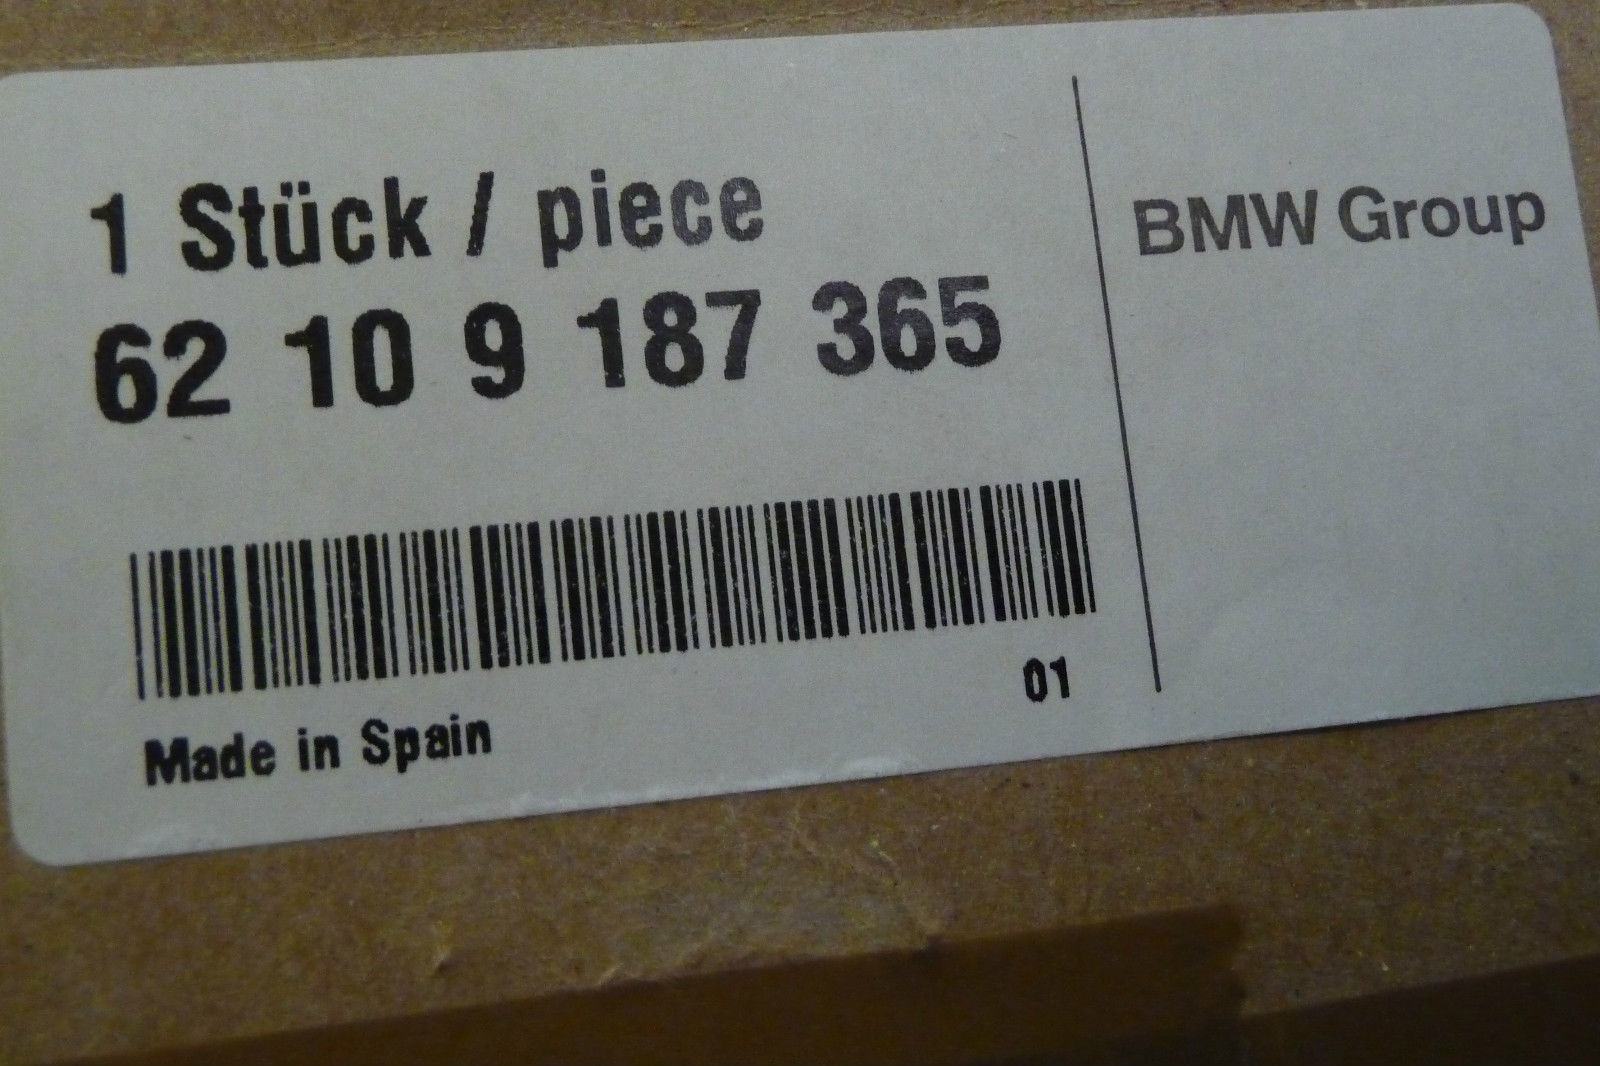 1 Stück / piece
62 10 9 187 365
BMW Group
01
Made in Spain